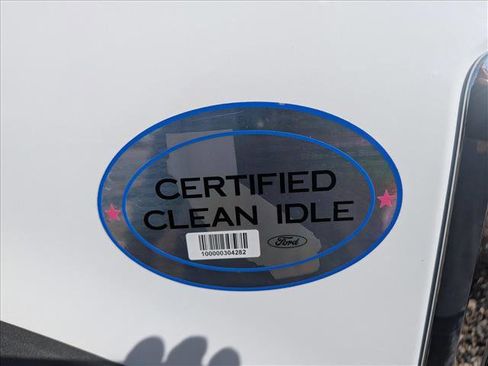 CERTIFIED
CLEAN IDLE
100000304282
Ford